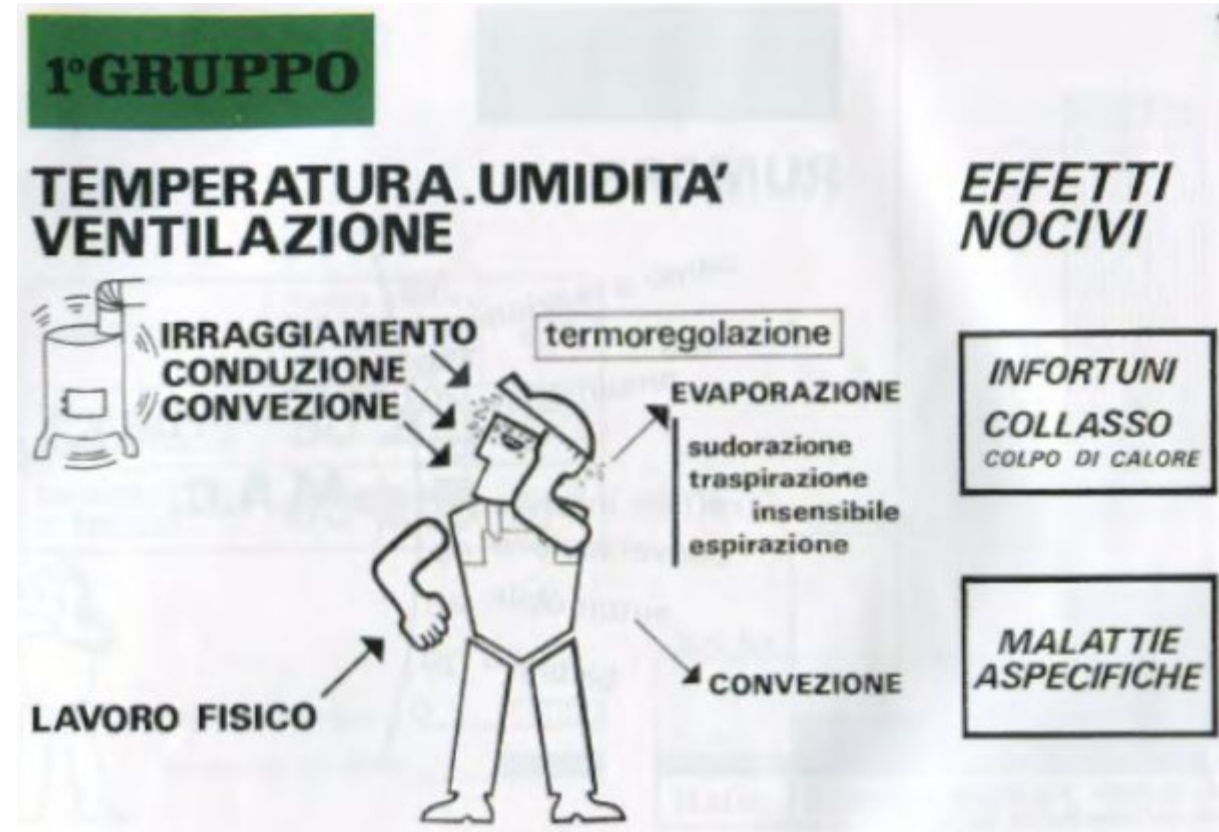 1°GRUPPO
TEMPERATURA.UMIDITA'
VENTILAZIONE
IRRAGGIAMENTO
CONDUZIONE
CONVEZIONE
termoregolazione
EVAPORAZIONE
sudorazione
traspirazione
insensibile
espirazione
CONVEZIONE
LAVORO FISICO
EFFETTI
NOCIVI
INFORTUNI
COLLASSO
COLPO DI CALORE
MALATTIE
ASPECIFICHE